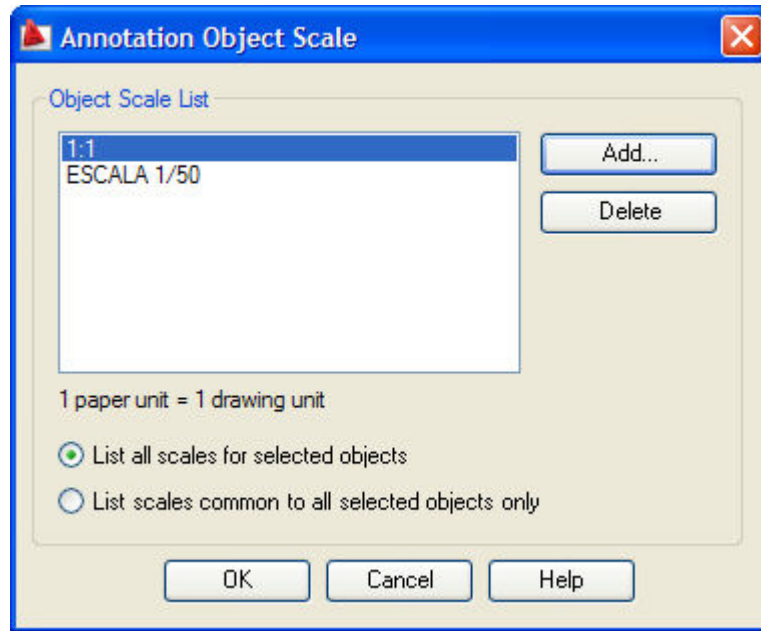 Annotation Object Scale
Object Scale List
1:1
ESCALA 1/50
Add...
Delete
1 paper unit = 1 drawing unit
List all scales for selected objects
List scales common to all selected objects only
OK Cancel Help